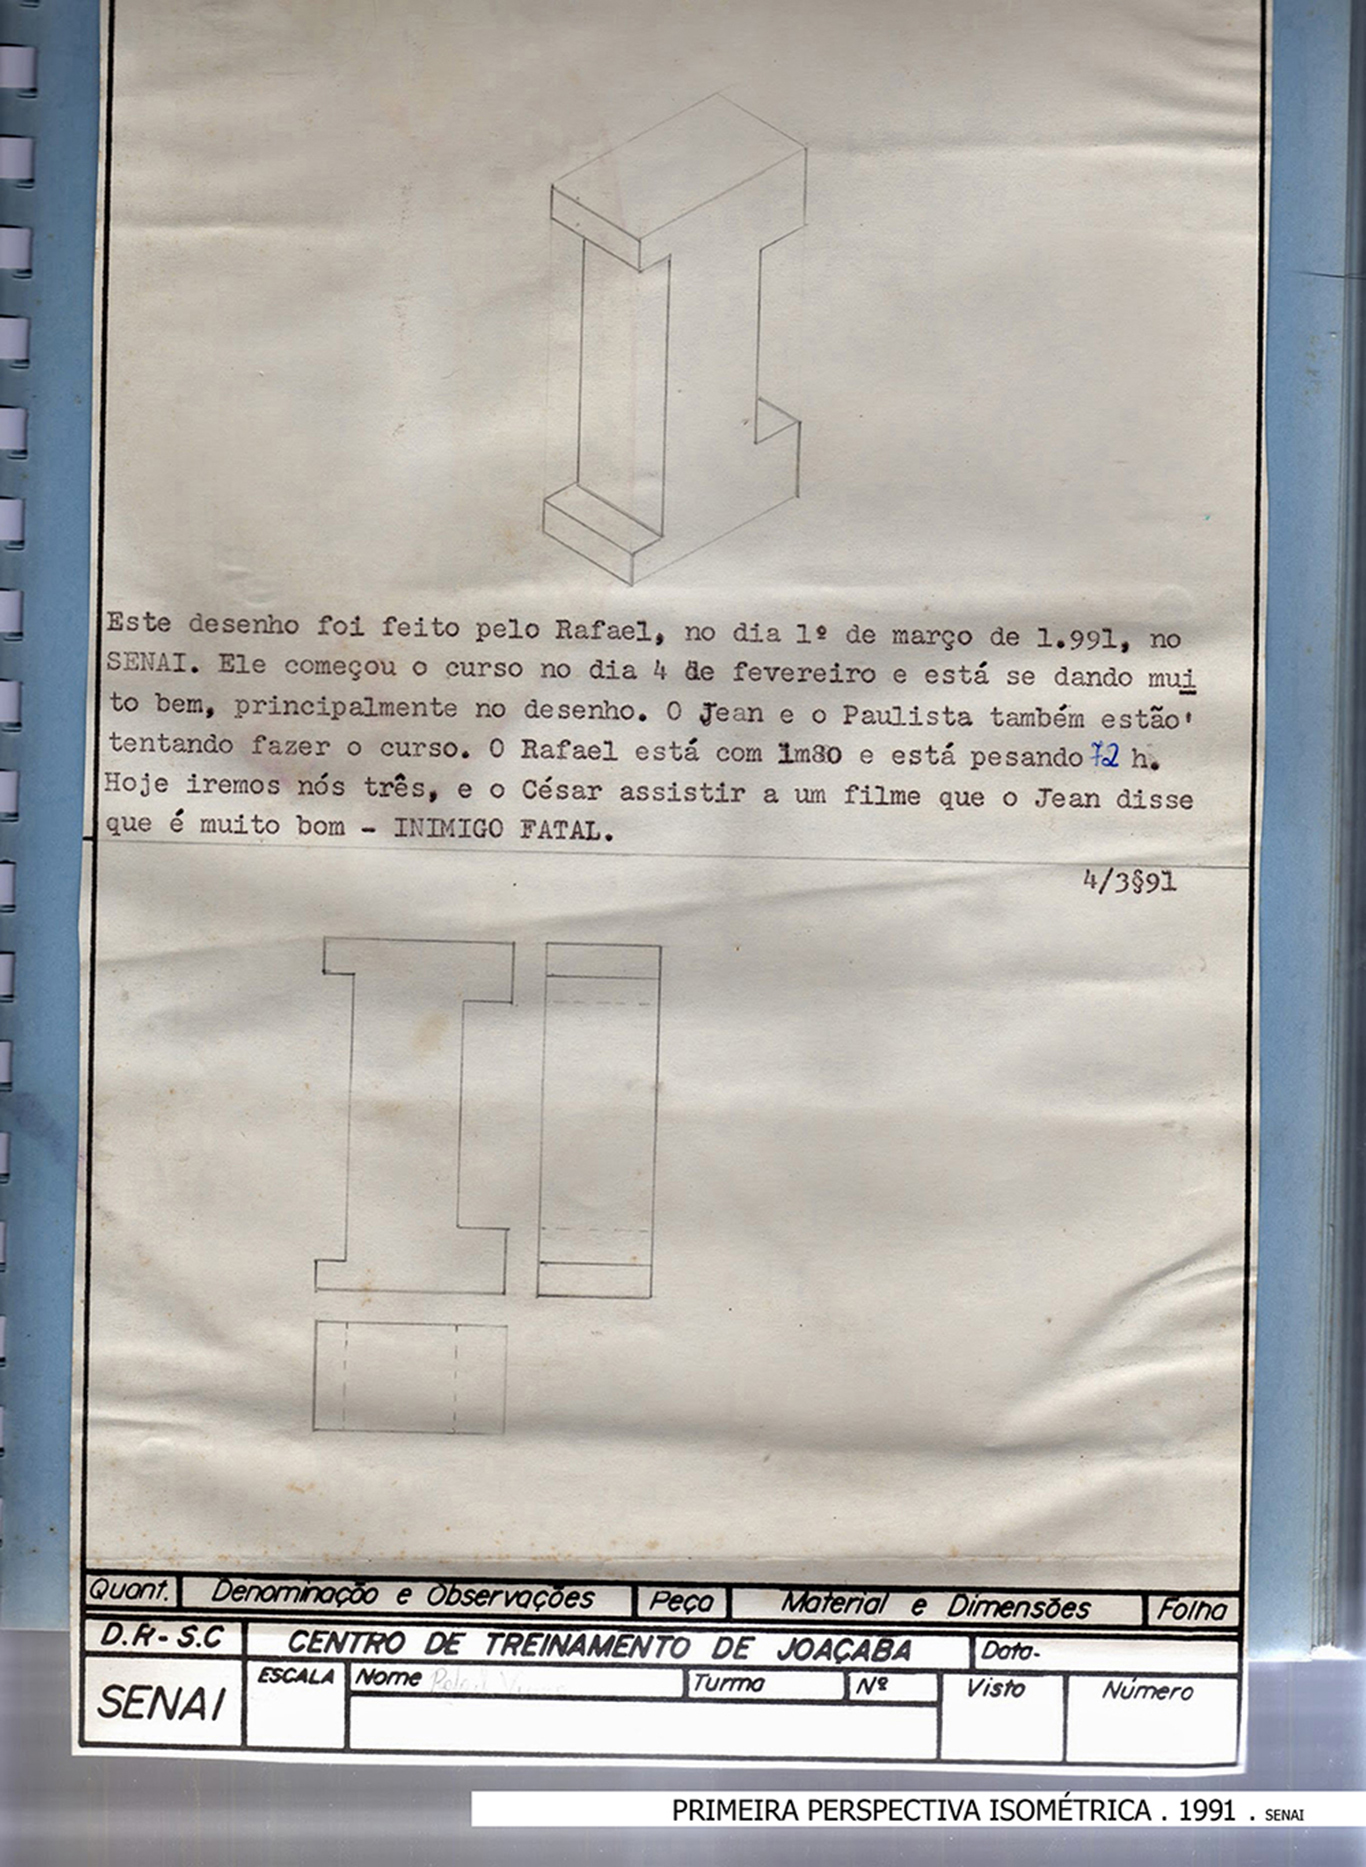 Este desenho foi feito pelo Rafael, no dia 1º de março de 1.991, no
SENAI. Ele começou o curso no dia 4 de fevereiro e está se dando mui
to bem, principalmente no desenho. O Jean e o Paulista também estão'
tentando fazer o curso. O Rafael está com 1m80 e está pesando 72 h.
Hoje iremos nós três, e o César assistir a um filme que o Jean disse
que é muito bom - INIMIGO FATAL.
4/3§91
Quant. Denominação e Observações Peça Material e Dimensões Folha
D.R-S.C CENTRO DE TREINAMENTO DE JOAÇABA Data-
SENAI ESCALA Nome Turma Nº Visto Número
PRIMEIRA PERSPECTIVA ISOMÉTRICA . 1991 . SENAI